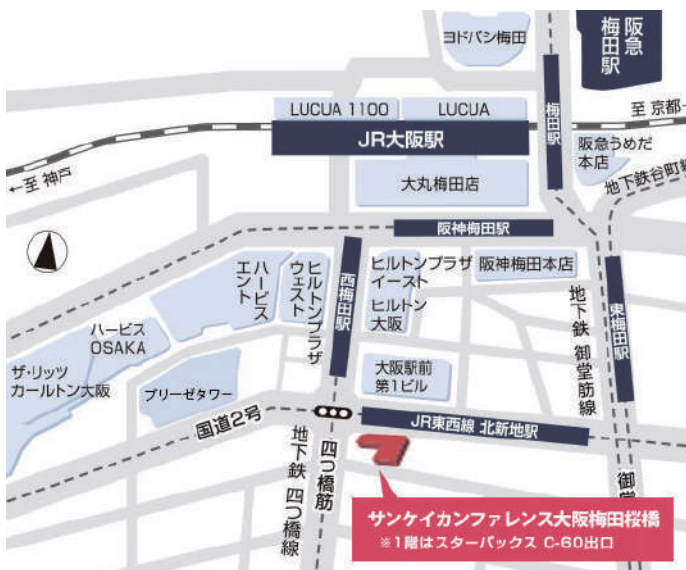 ヨドバシ梅田
阪急
梅田駅
LUCUA 1100
LUCUA
梅田駅
至 京都→
JR大阪駅
阪急うめだ
本店
←至 神戸
大丸梅田店
地下鉄谷町線
阪神梅田駅
ハービス
エント
ヒルトンプラザ
ウェスト
西梅田駅
ヒルトンプラザ
イースト
ヒルトン
大阪
阪神梅田本店
地下鉄 御堂筋線
東梅田駅
ハービス
OSAKA
ザ・リッツ
カールトン大阪
ブリーゼタワー
大阪駅前
第1ビル
国道2号
JR東西線 北新地駅
地下鉄 四つ橋線
四つ橋筋
御堂
サンケイカンファレンス大阪梅田桜橋
※1階はスターバックス C-60出口